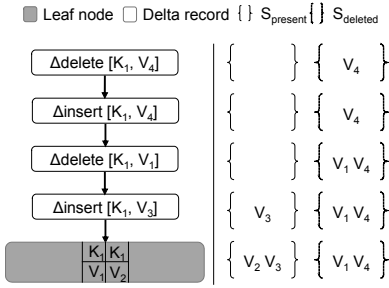 Leaf node Delta record { } S_present { } S_deleted
Δdelete [K₁, V₄] { } { V₄ }
Δinsert [K₁, V₄] { } { V₄ }
Δdelete [K₁, V₁] { } { V₁ V₄ }
Δinsert [K₁, V₃] { V₃ } { V₁ V₄ }
K₁ K₁
V₁ V₂ { V₂ V₃ } { V₁ V₄ }